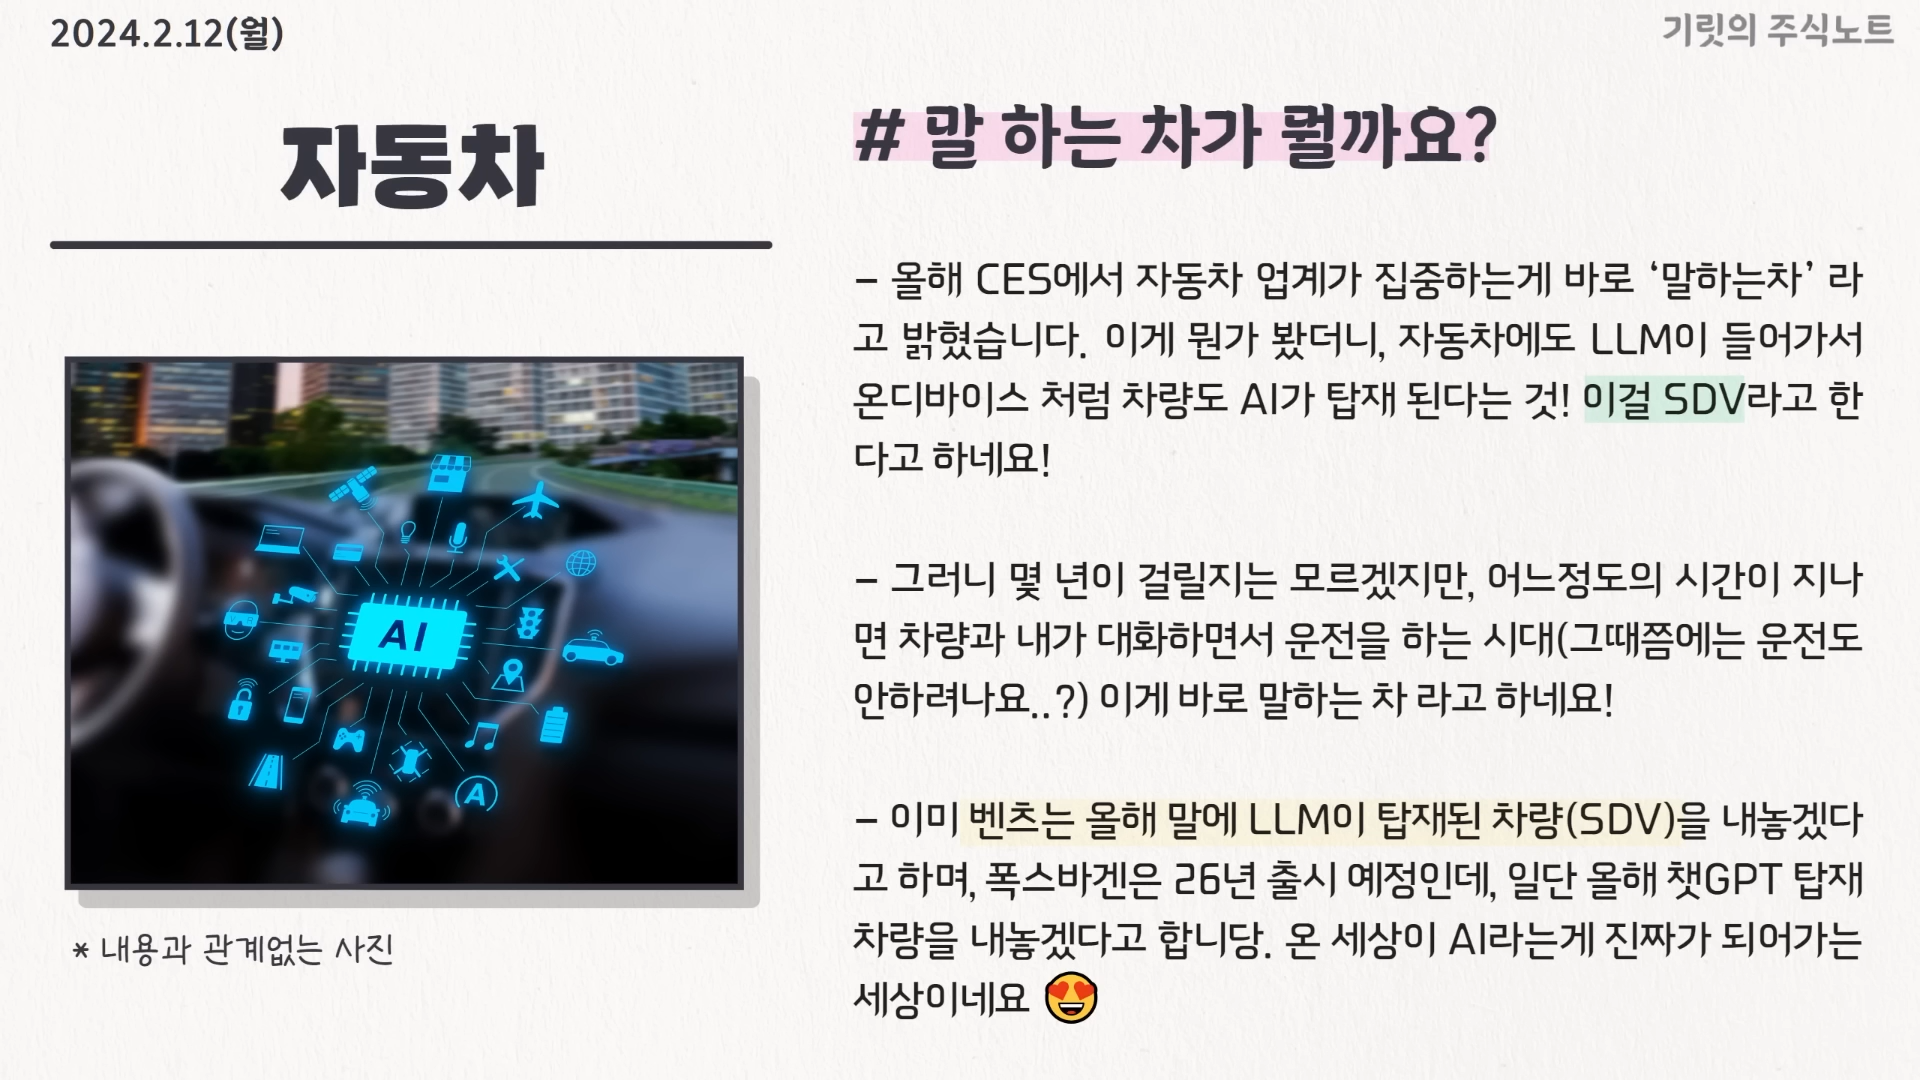 2024.2.12(월)
기릿의 주식노트
자동차
# 말 하는 차가 뭘까요?
– 올해 CES에서 자동차 업계가 집중하는게 바로 ‘말하는차’ 라
고 밝혔습니다. 이게 뭔가 봤더니, 자동차에도 LLM이 들어가서
온디바이스 처럼 차량도 AI가 탑재 된다는 것! 이걸 SDV라고 한
다고 하네요!
– 그러니 몇 년이 걸릴지는 모르겠지만, 어느정도의 시간이 지나
면 차량과 내가 대화하면서 운전을 하는 시대(그때쯤에는 운전도
안하려나요..?) 이게 바로 말하는 차 라고 하네요!
– 이미 벤츠는 올해 말에 LLM이 탑재된 차량(SDV)을 내놓겠다
고 하며, 폭스바겐은 26년 출시 예정인데, 일단 올해 챗GPT 탑재
차량을 내놓겠다고 합니당. 온 세상이 AI라는게 진짜가 되어가는
세상이네요 😍
AI
VR
A
* 내용과 관계없는 사진